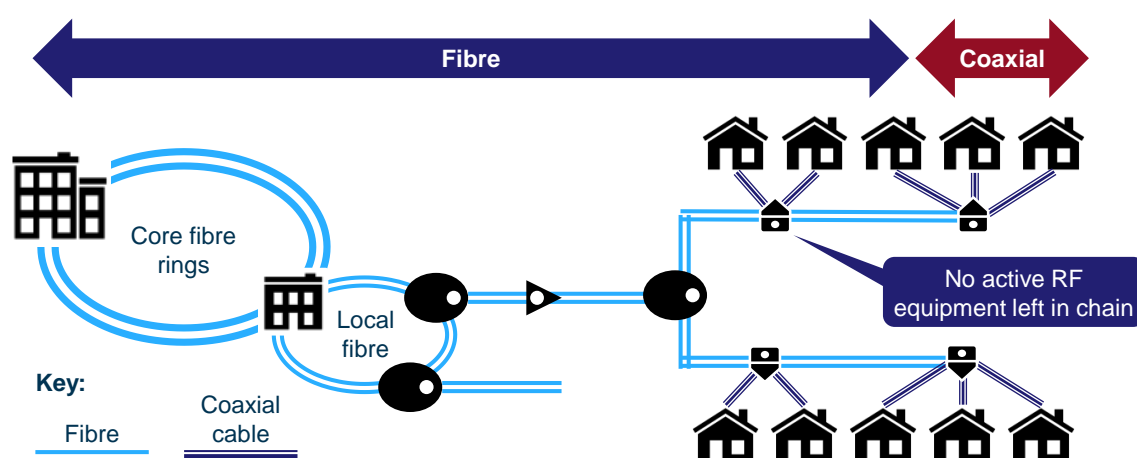 Fibre
Coaxial
Core fibre
rings
Local
fibre
No active RF
equipment left in chain
Key:
Fibre
Coaxial
cable